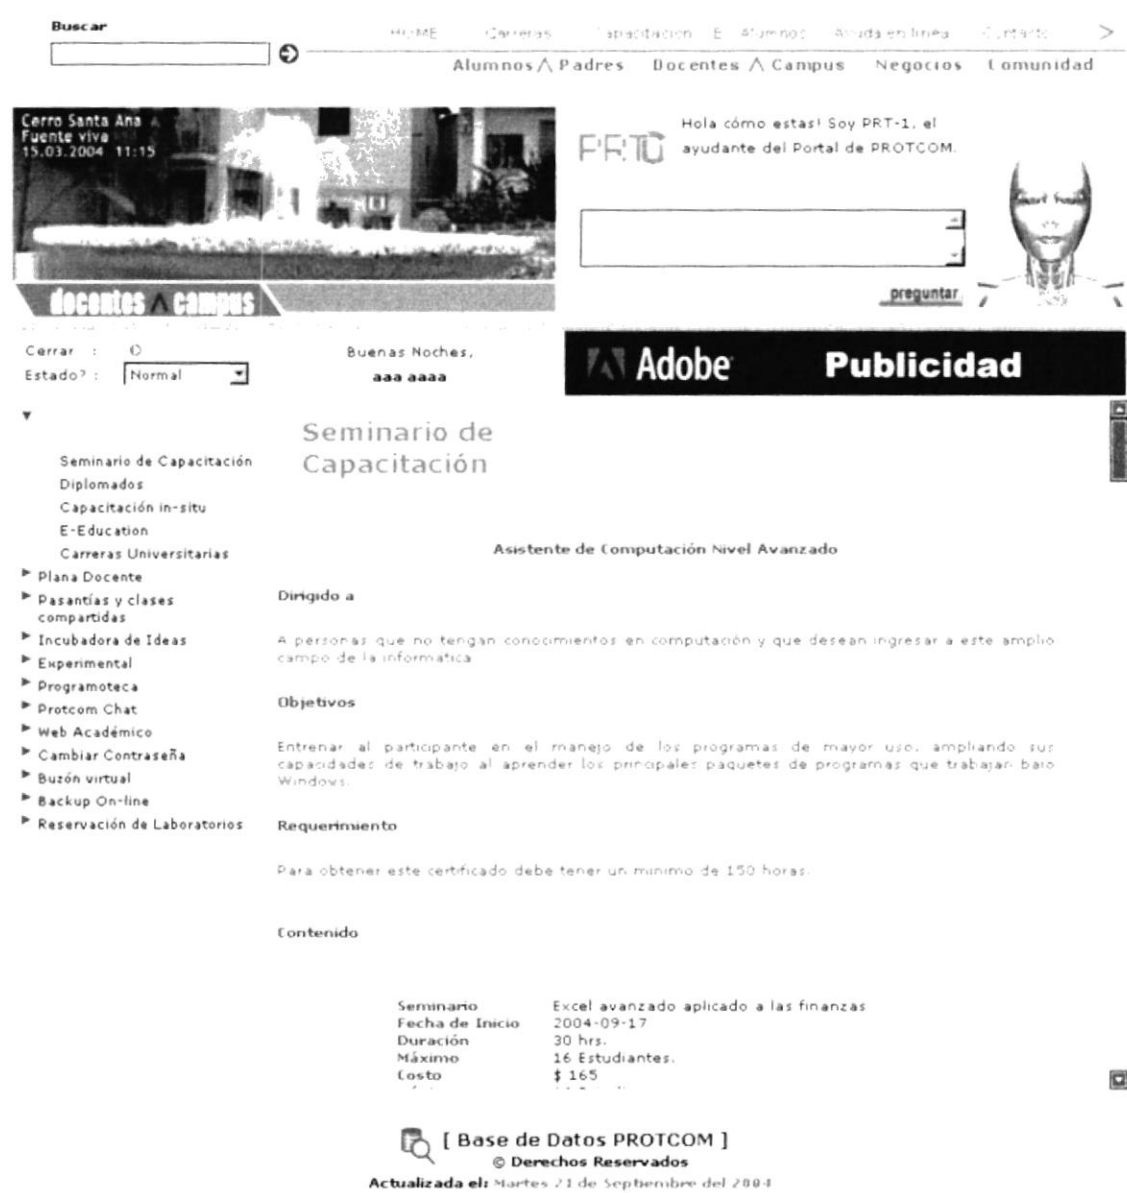 Buscar
HOME Carreras Capacitación E Alumnos Ayuda en línea Contacto >
Alumnos Padres Docentes Campus Negocios Comunidad
Cerro Santa Ana
Fuente viva
15.03.2004 11:15
Hola cómo estas! Soy PRT-1, el
ayudante del Portal de PROTCOM.
preguntar
docentes campus
Cerrar :
Estado? : Normal
Buenas Noches,
aaa aaaa
Adobe Publicidad
Seminario de
Capacitación
Seminario de Capacitación
Diplomados
Capacitación in-situ
E-Education
Carreras Universitarias
Plana Docente
Pasantías y clases
compartidas
Incubadora de Ideas
Experimental
Programoteca
Protcom Chat
Web Académico
Cambiar Contraseña
Buzón virtual
Backup On-line
Reservación de Laboratorios
Asistente de Computación Nivel Avanzado
Dirigido a
A personas que no tengan conocimientos en computación y que desean ingresar a este amplio
campo de la informatica
Objetivos
Entrenar al participante en el manejo de los programas de mayor uso, ampliando sus
capacidades de trabajo al aprender los principales paquetes de programas que trabajan bajo
Windows.
Requerimiento
Para obtener este certificado debe tener un minimo de 150 horas.
Contenido
Seminario Excel avanzado aplicado a las finanzas
Fecha de Inicio 2004-09-17
Duración 30 hrs.
Máximo 16 Estudiantes.
Costo $ 165
[ Base de Datos PROTCOM ]
© Derechos Reservados
Actualizada el: Martes 21 de Septiembre del 2004